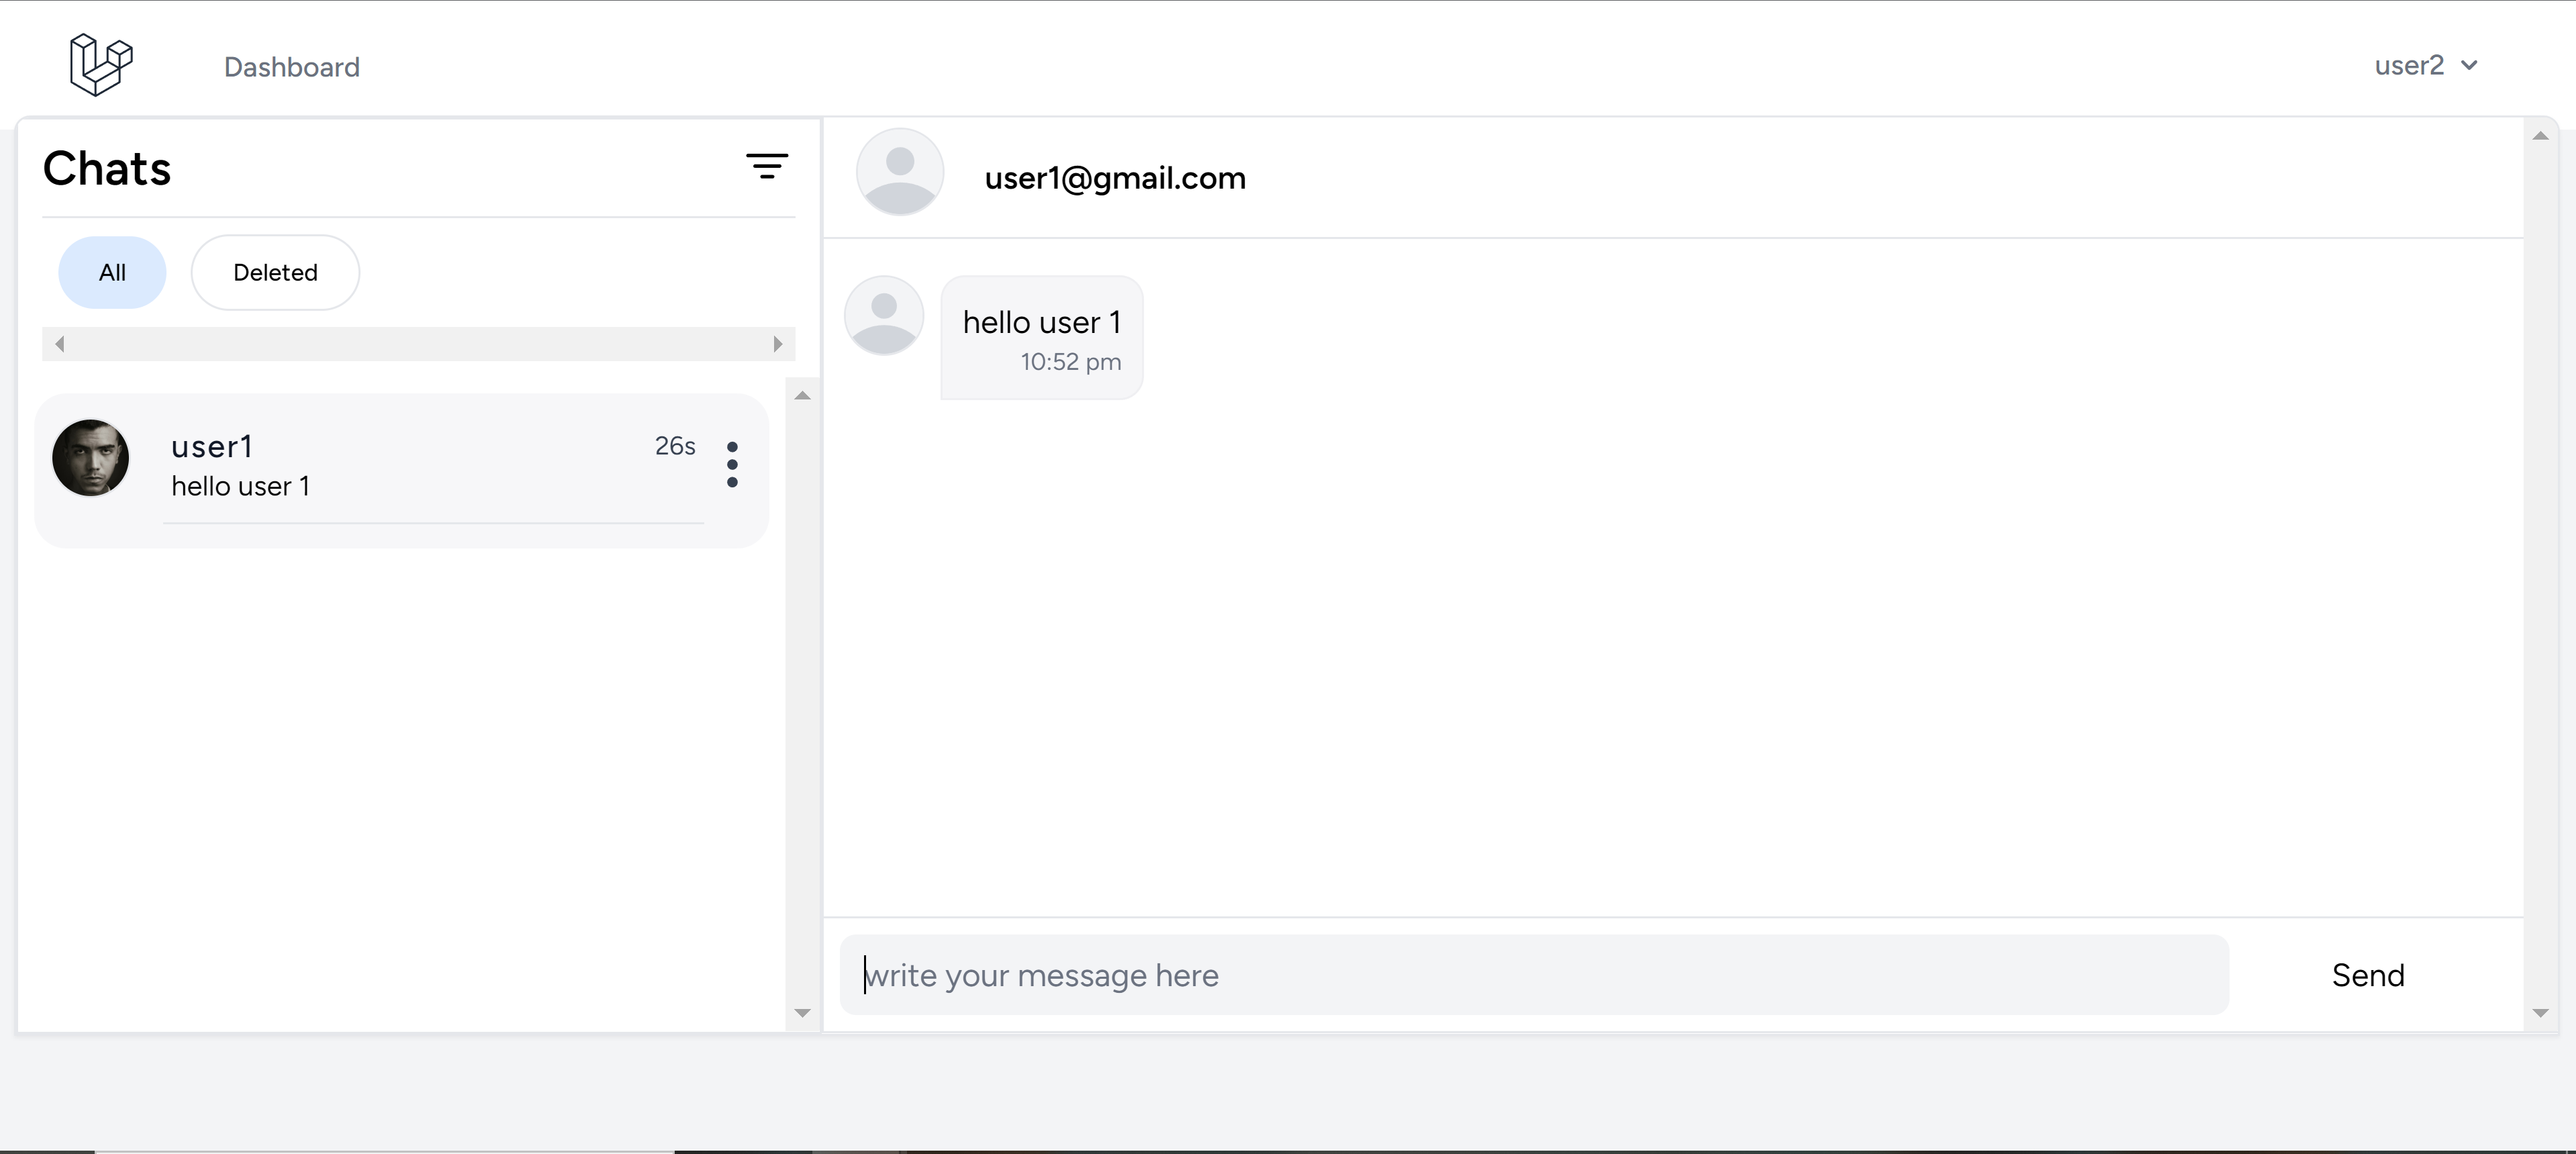 Dashboard
user2
Chats
All
Deleted
user1
26s
hello user 1
user1@gmail.com
hello user 1
10:52 pm
write your message here
Send